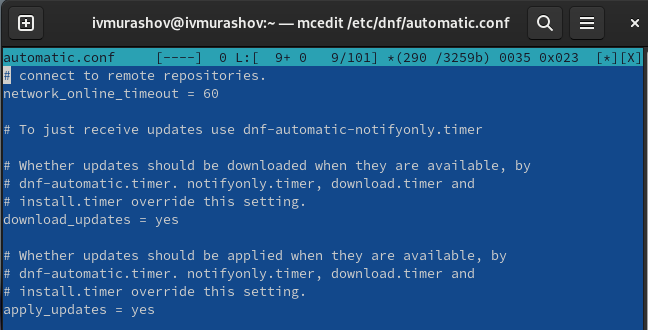 ivmurashov@ivmurashov:~ — mcedit /etc/dnf/automatic.conf
automatic.conf [----] 0 L:[ 9+ 0 9/101] *(290 /3259b) 0035 0x023 [*][X]
# connect to remote repositories.
network_online_timeout = 60
# To just receive updates use dnf-automatic-notifyonly.timer
# Whether updates should be downloaded when they are available, by
# dnf-automatic.timer. notifyonly.timer, download.timer and
# install.timer override this setting.
download_updates = yes
# Whether updates should be applied when they are available, by
# dnf-automatic.timer. notifyonly.timer, download.timer and
# install.timer override this setting.
apply_updates = yes